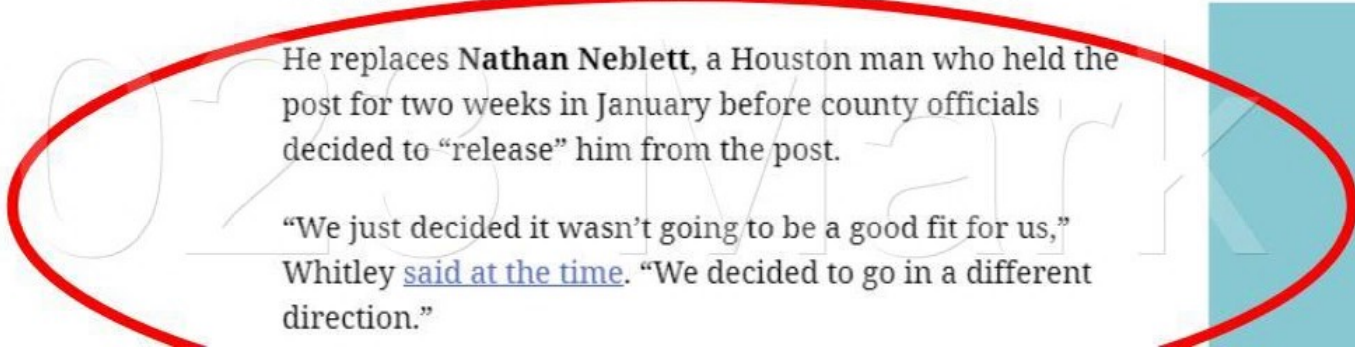 He replaces Nathan Neblett, a Houston man who held the
post for two weeks in January before county officials
decided to “release” him from the post.
“We just decided it wasn’t going to be a good fit for us,”
Whitley said at the time. “We decided to go in a different
direction.”
023 Mark